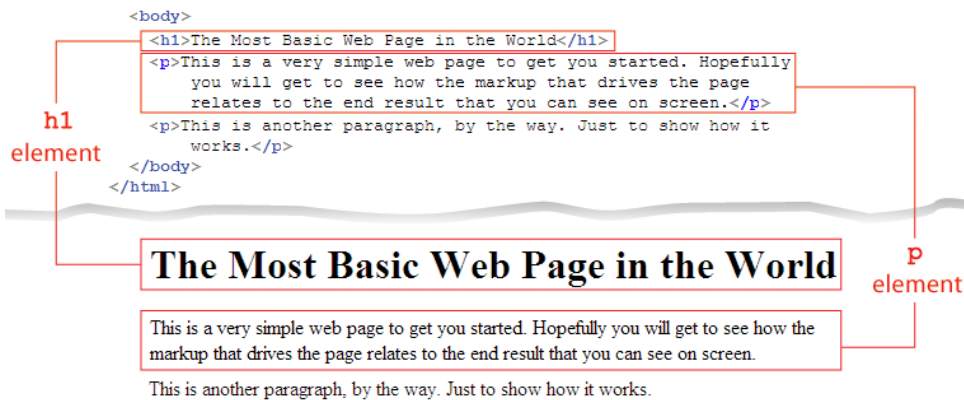 <body>
<h1>The Most Basic Web Page in the World</h1>
<p>This is a very simple web page to get you started. Hopefully
you will get to see how the markup that drives the page
relates to the end result that you can see on screen.</p>
<p>This is another paragraph, by the way. Just to show how it
works.</p>
</body>
</html>
h1
element
p
element
The Most Basic Web Page in the World
This is a very simple web page to get you started. Hopefully you will get to see how the
markup that drives the page relates to the end result that you can see on screen.
This is another paragraph, by the way. Just to show how it works.